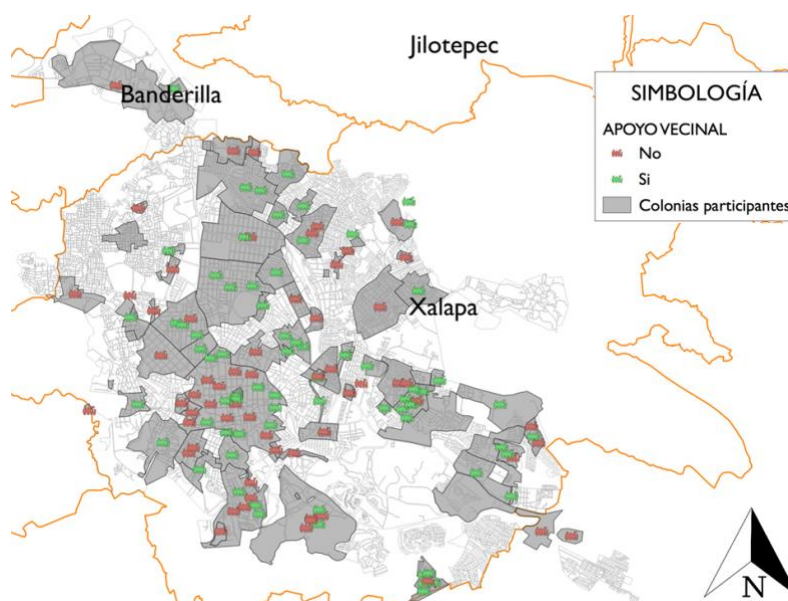 Jilotepec
Banderilla
Xalapa
SIMBOLOGÍA
APOYO VECINAL
No
Si
Colonias participantes
N